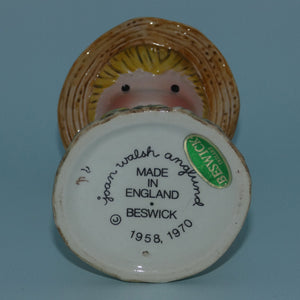 joan walsh anglund
MADE
IN
ENGLAND
•
BESWICK
© 1958, 1970
BESWICK